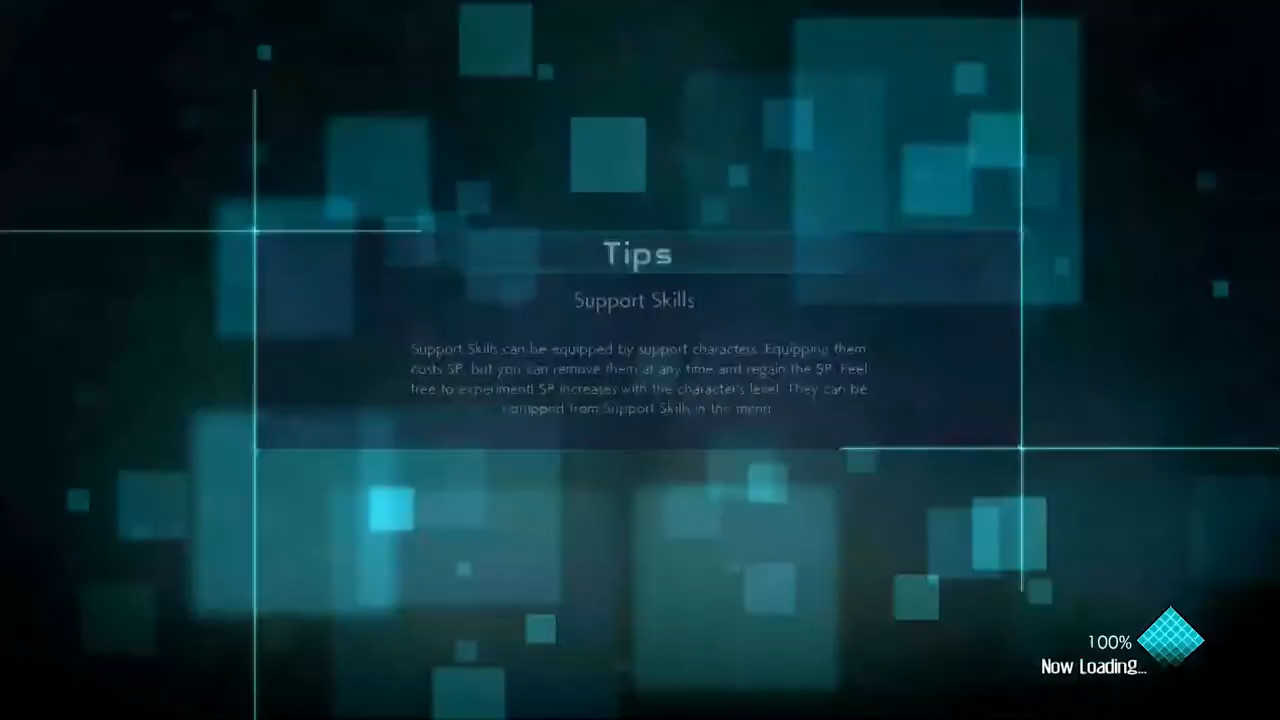 Tips
Support Skills
Support Skills can be equipped by support characters. Equipping them
costs SP, but you can remove them at any time and regain the SP. Feel
free to experiment! SP increases with the character's level. They can be
equipped from Support Skills in the menu.
100%
Now Loading...